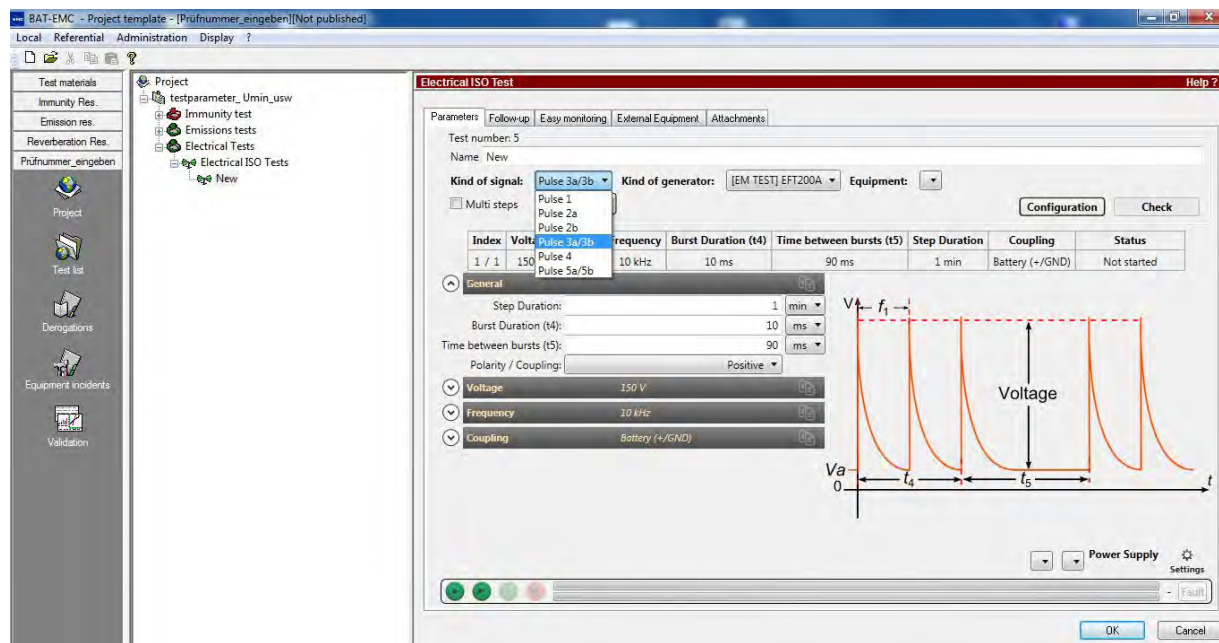 BAT-EMC - Project template - [Prüfnummer_eingeben][Not published]
Local Referential Administration Display ?
Test materials
Immunity Res.
Emission res.
Reverberation Res.
Prüfnummer_eingeben
Project
Test list
Derogations
Equipment incidents
Validation
Project
testparameter_ Umin_usw
Immunity test
Emissions tests
Electrical Tests
Electrical ISO Tests
New
Electrical ISO Test Help ?
Parameters Follow-up Easy monitoring External Equipment Attachments
Test number: 5
Name New
Kind of signal: Pulse 3a/3b Kind of generator: [EM TEST] EFT200A Equipment:
Multi steps
Pulse 1
Pulse 2a
Pulse 2b
Pulse 3a/3b
Pulse 4
Pulse 5a/5b
Configuration Check
Index Volta requency Burst Duration (t4) Time between bursts (t5) Step Duration Coupling Status
1 / 1 150 10 kHz 10 ms 90 ms 1 min Battery (+/GND) Not started
General
Step Duration: 1 min
Burst Duration (t4): 10 ms
Time between bursts (t5): 90 ms
Polarity / Coupling: Positive
Voltage 150 V
Frequency 10 kHz
Coupling Battery (+/GND)
V f1
Voltage
Va
0
t4 t5 t
Power Supply
Settings
- Fault
OK Cancel